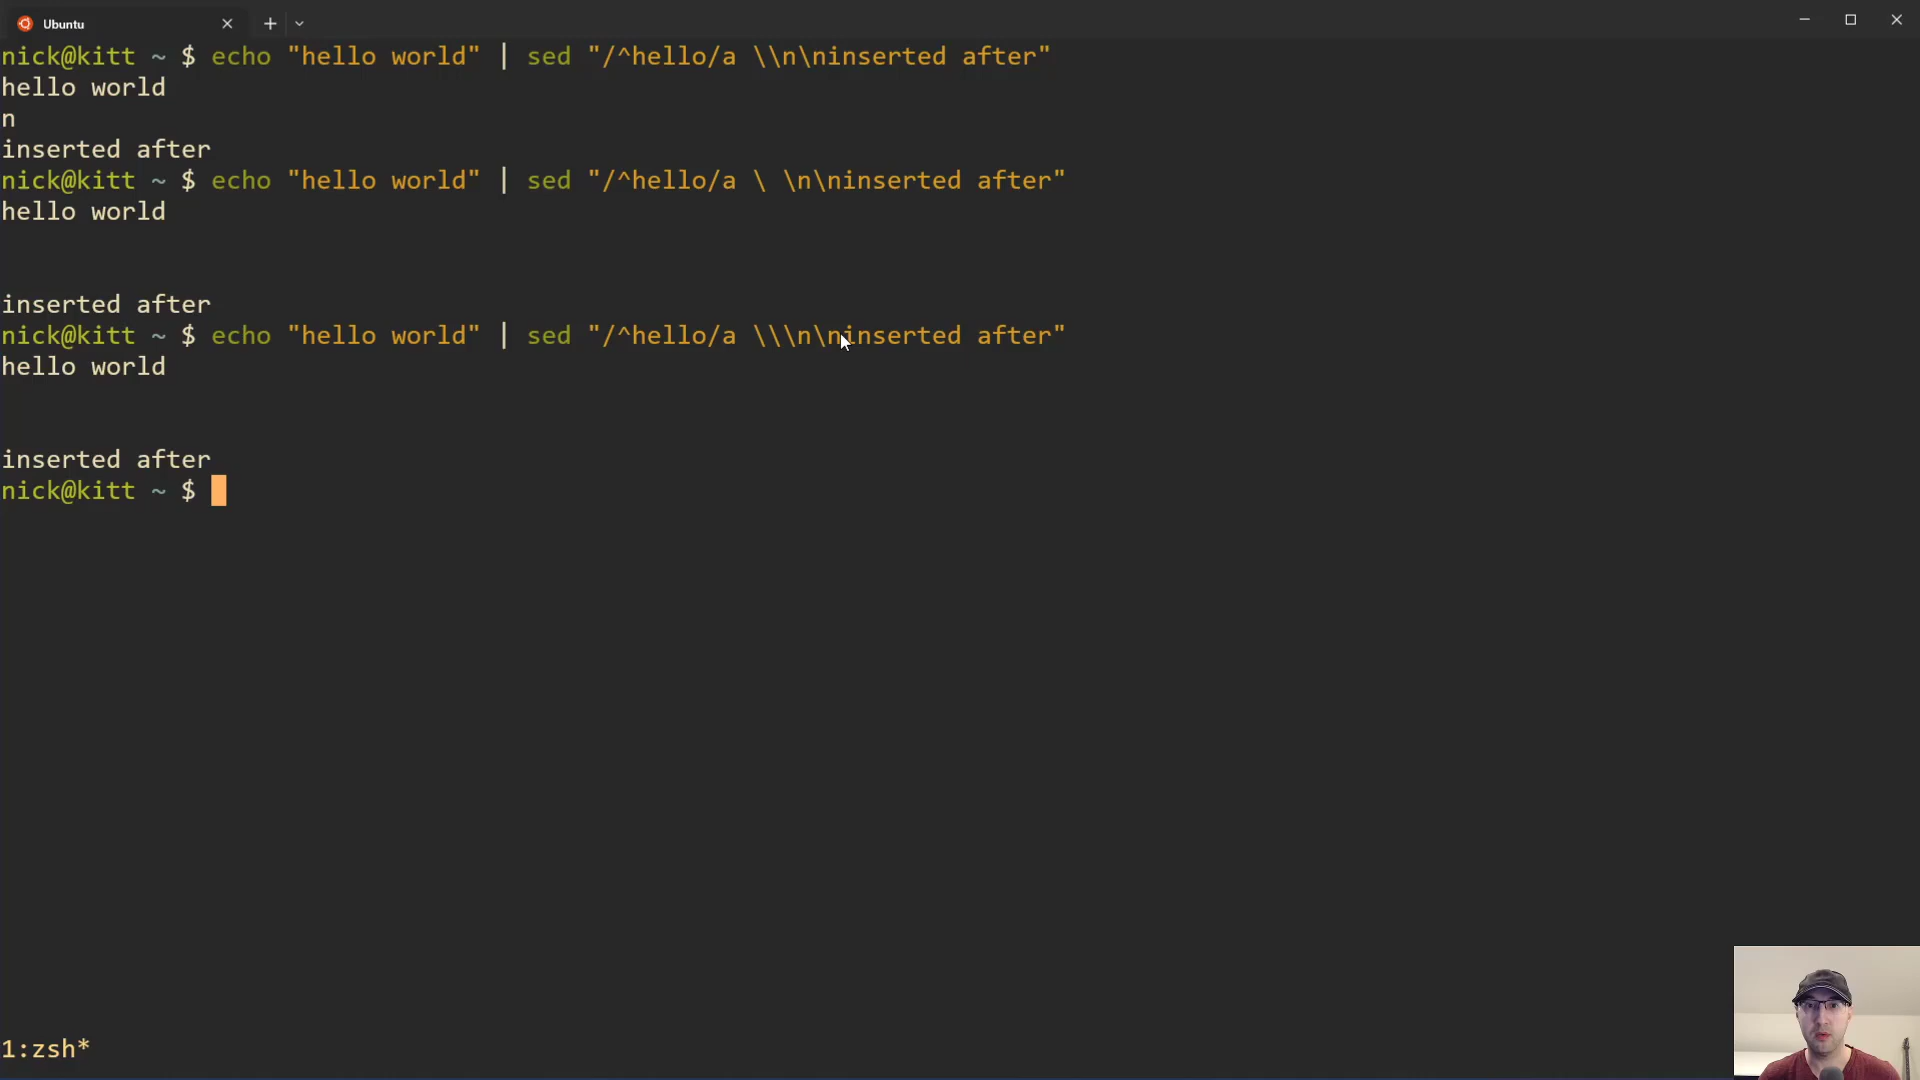 Ubuntu
nick@kitt ~ $ echo "hello world" | sed "/^hello/a \\n\ninserted after"
hello world
n
inserted after
nick@kitt ~ $ echo "hello world" | sed "/^hello/a \ \n\ninserted after"
hello world
inserted after
nick@kitt ~ $ echo "hello world" | sed "/^hello/a \\\n\ninserted after"
hello world
inserted after
nick@kitt ~ $
1:zsh*